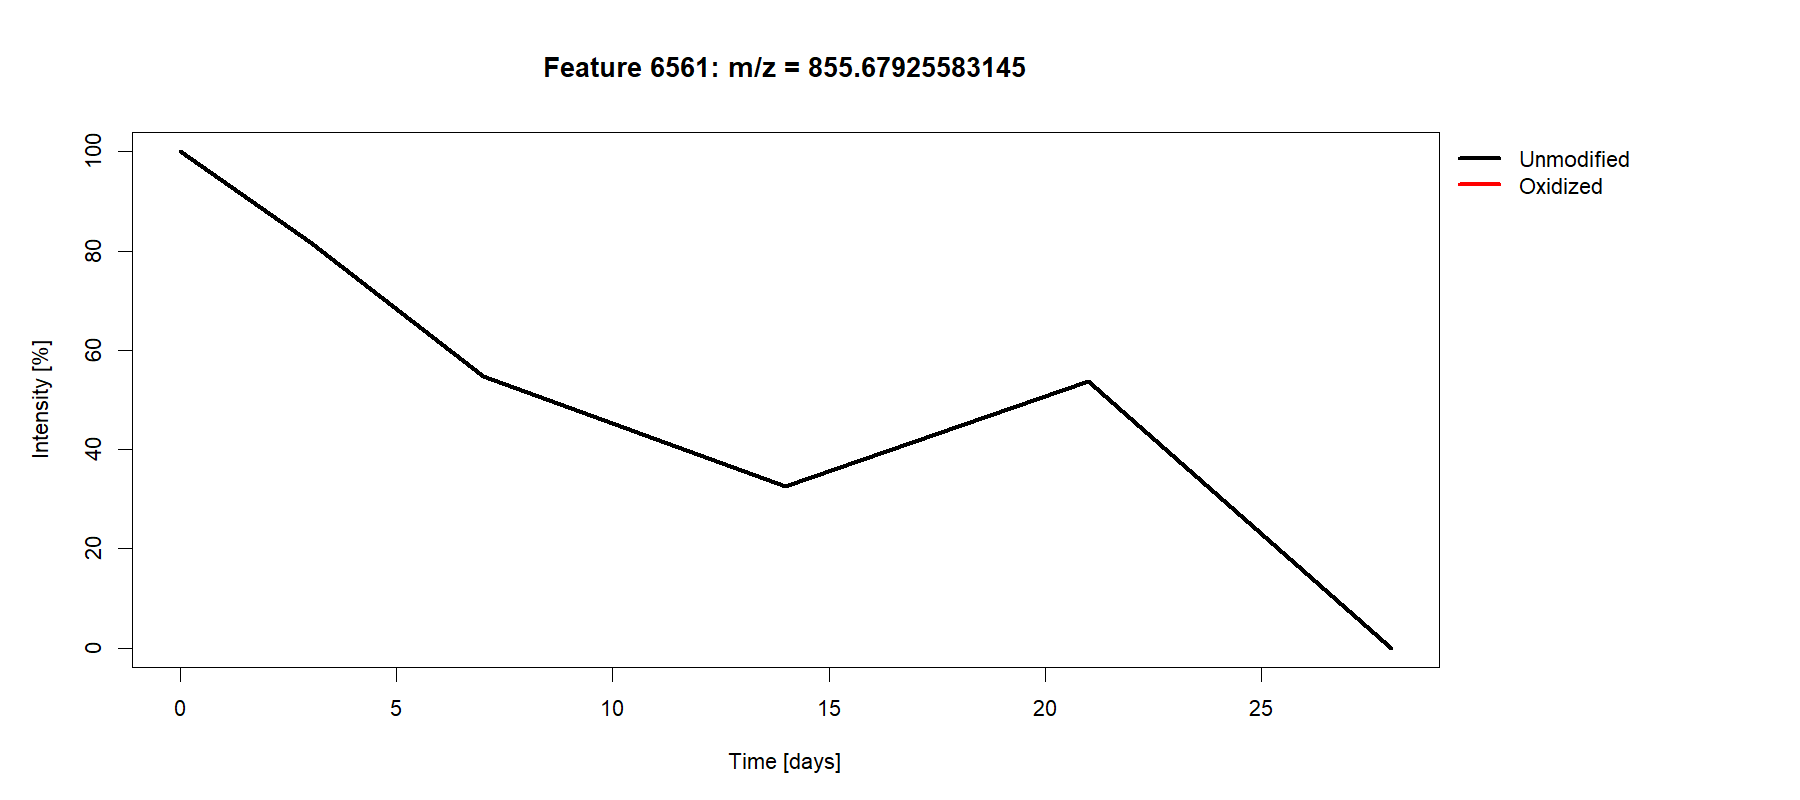 Feature 6561: m/z = 855.67925583145
Unmodified
Oxidized
Intensity [%]
100
80
60
40
20
0
0 5 10 15 20 25
Time [days]